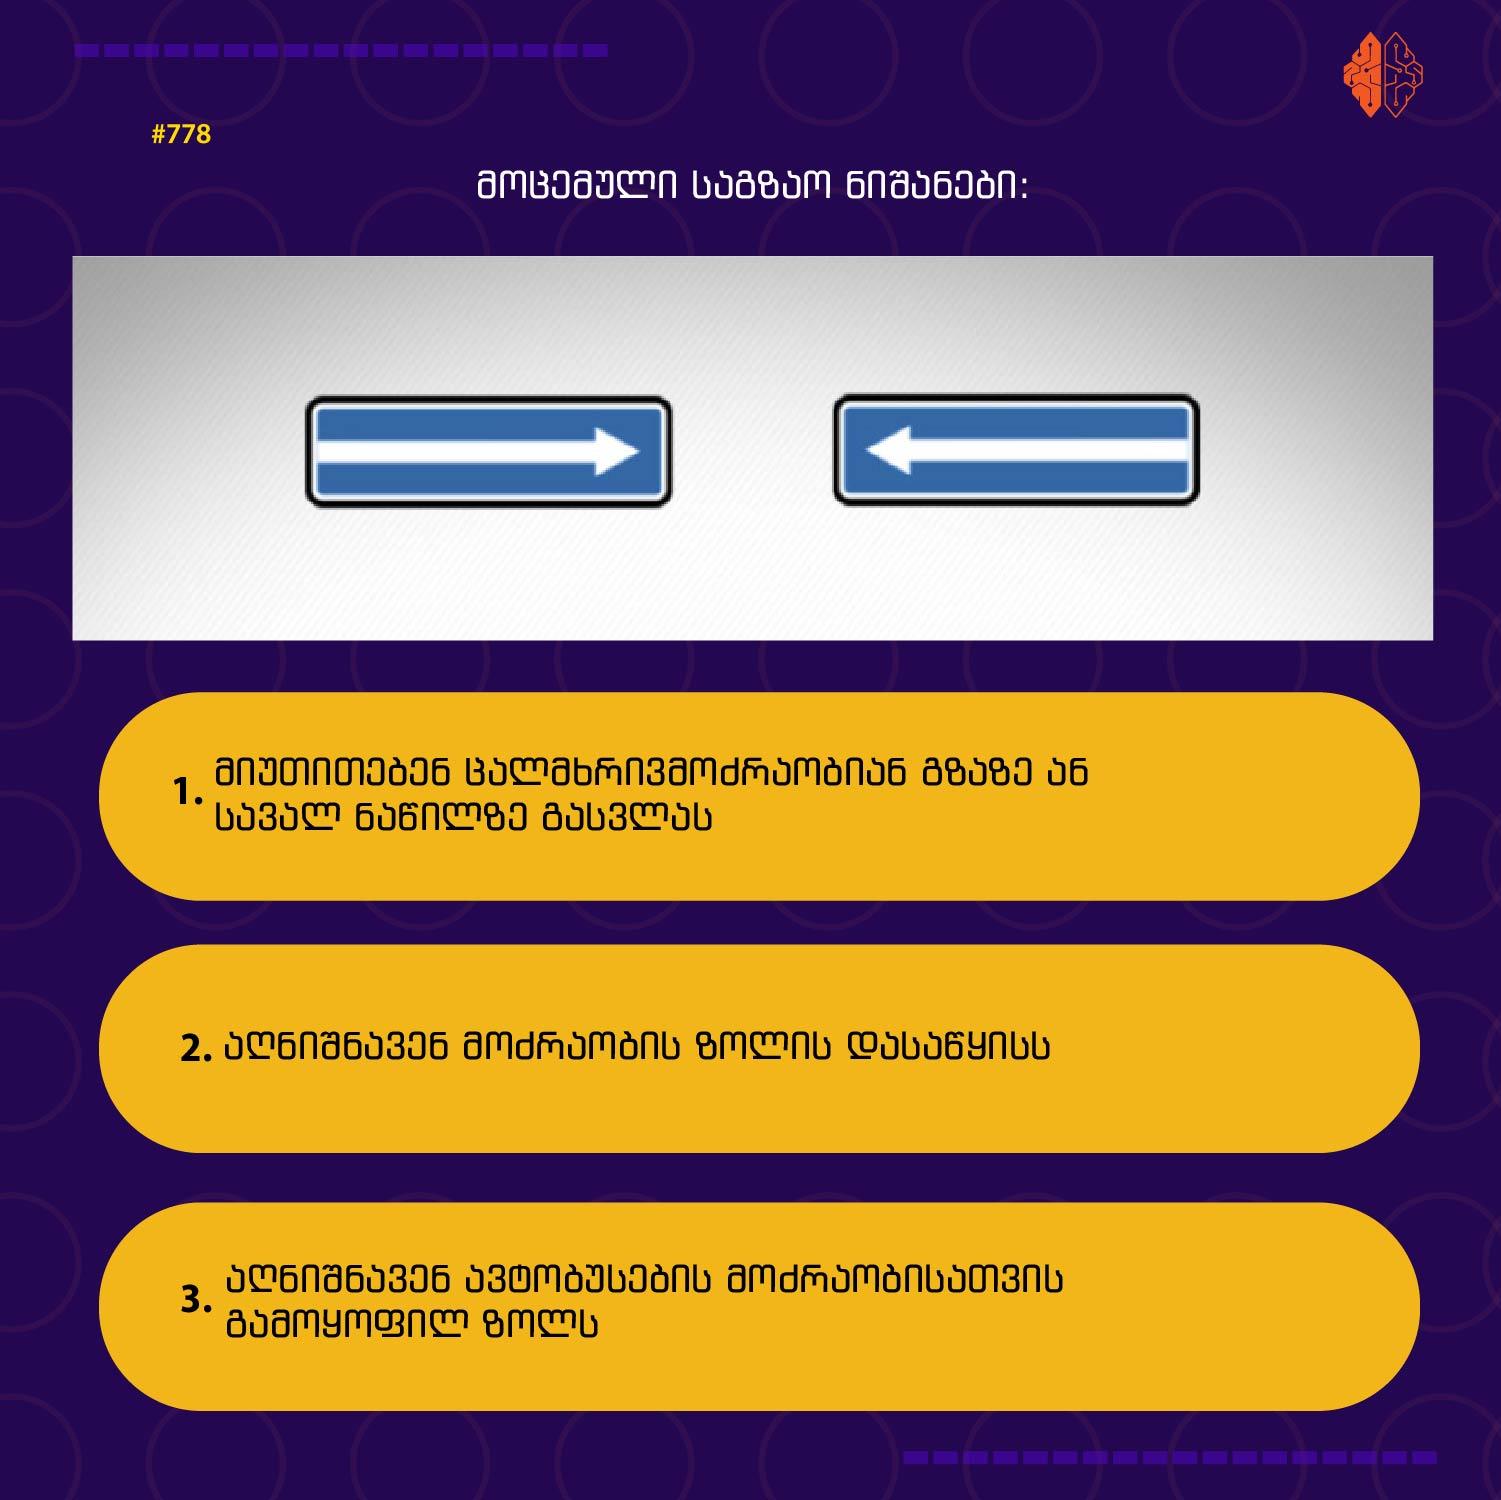 #778
მოცემული საგზაო ნიშანები:
1. მიუთითებენ ცალმხრივმოძრაობიან გზაზე ან
სავალ ნაწილზე გასვლას
2. აღნიშნავენ მოძრაობის ზოლის დასაწყისს
3. აღნიშნავენ ავტობუსების მოძრაობისათვის
გამოყოფილ ზოლს